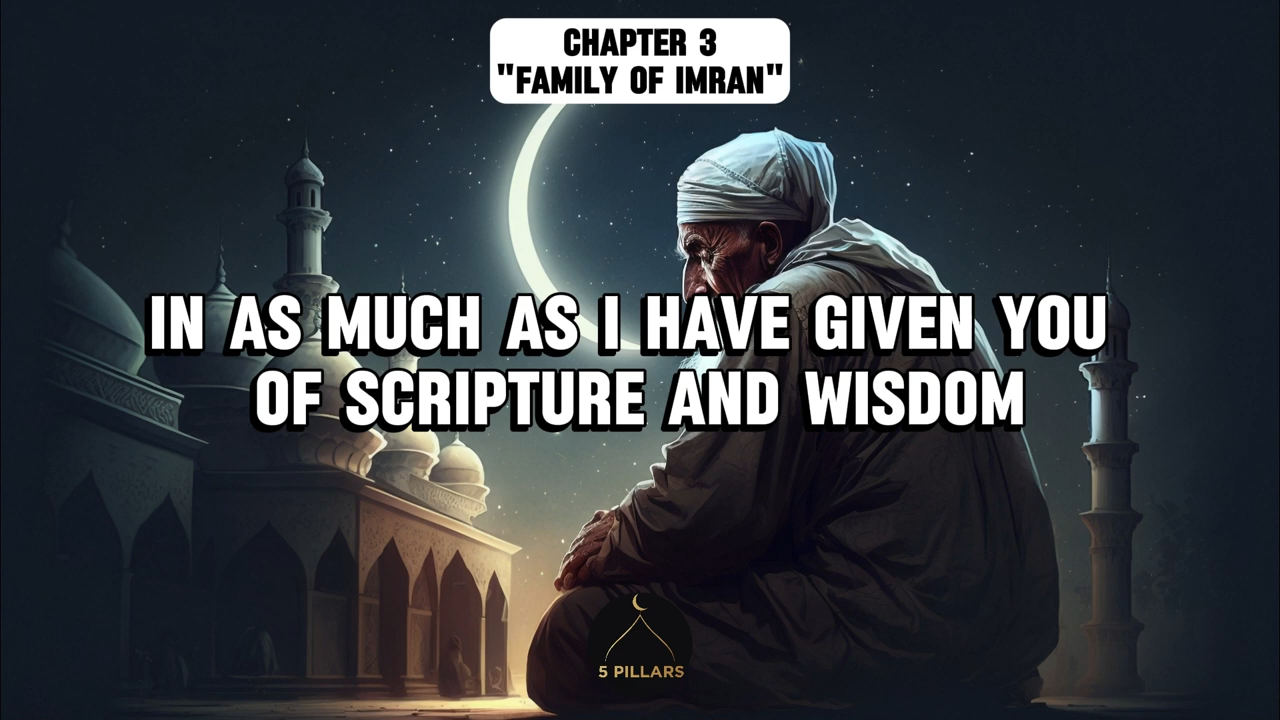 CHAPTER 3
"FAMILY OF IMRAN"
IN AS MUCH AS I HAVE GIVEN YOU
OF SCRIPTURE AND WISDOM
5 PILLARS